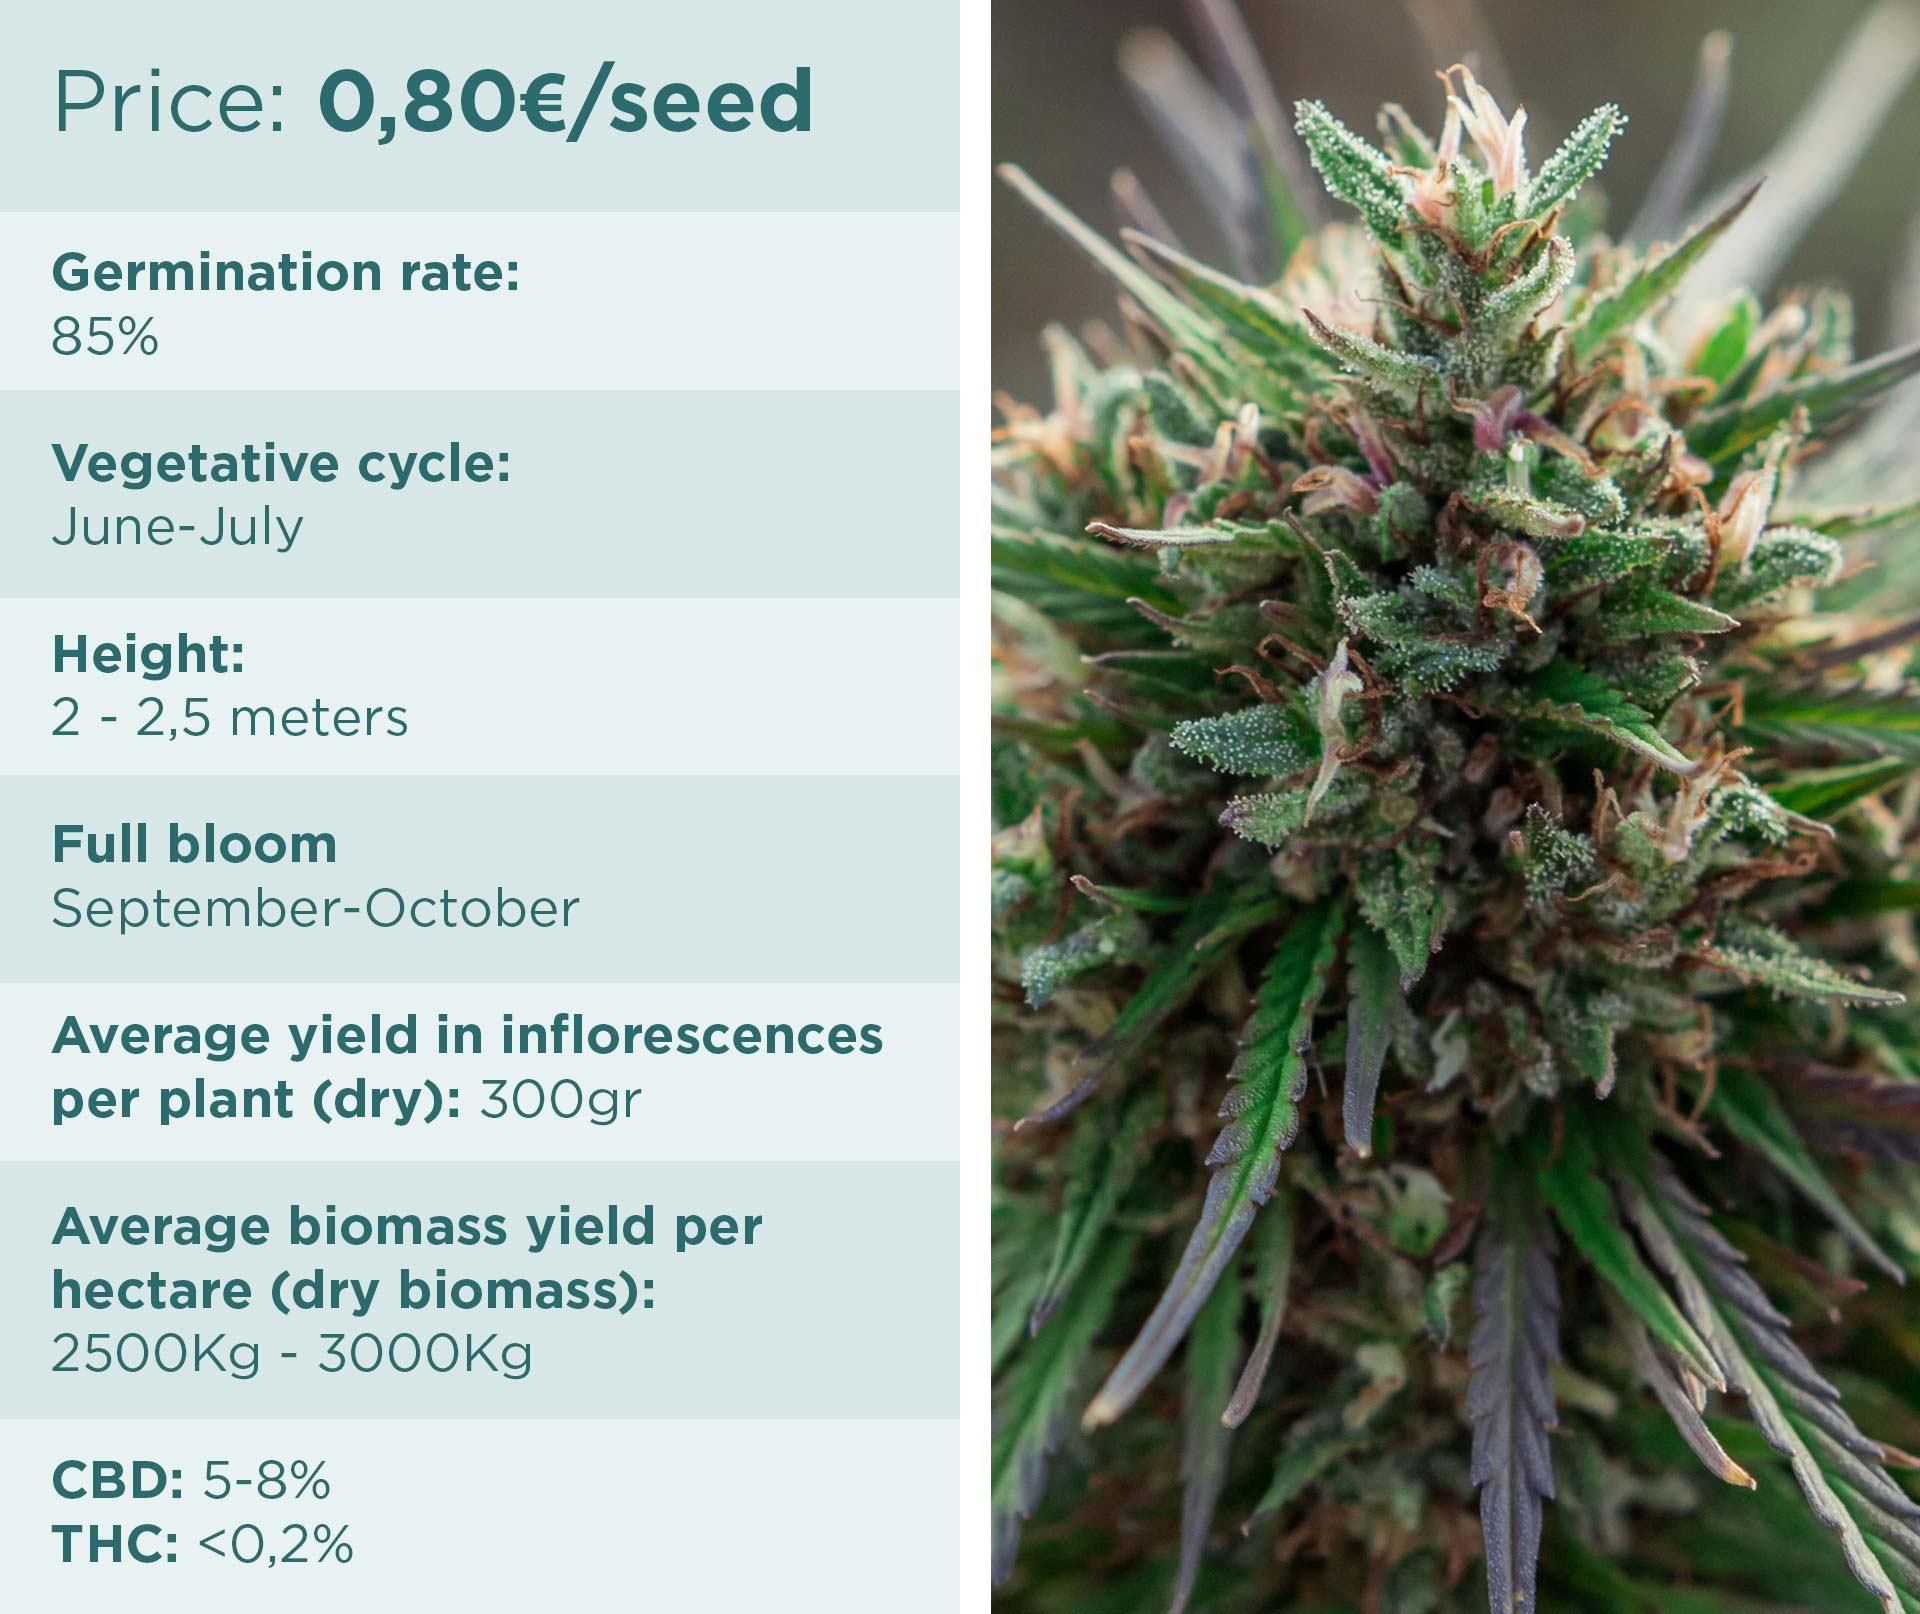 Price: 0,80€/seed
Germination rate:
85%
Vegetative cycle:
June-July
Height:
2 - 2,5 meters
Full bloom
September-October
Average yield in inflorescences
per plant (dry): 300gr
Average biomass yield per
hectare (dry biomass):
2500Kg - 3000Kg
CBD: 5-8%
THC: <0,2%